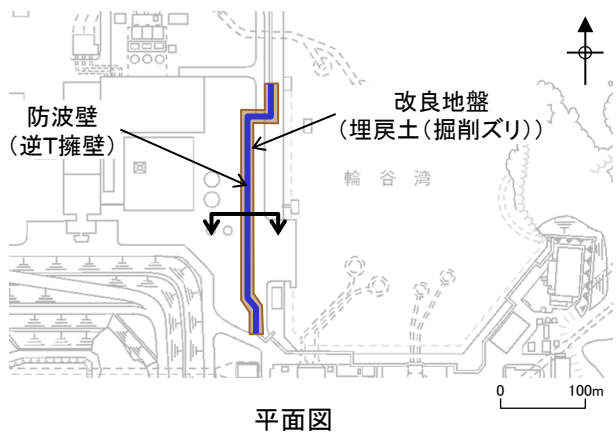 防波壁
(逆T擁壁)
改良地盤
(埋戻土(掘削ズリ))
輪谷湾
0 100m
平面図